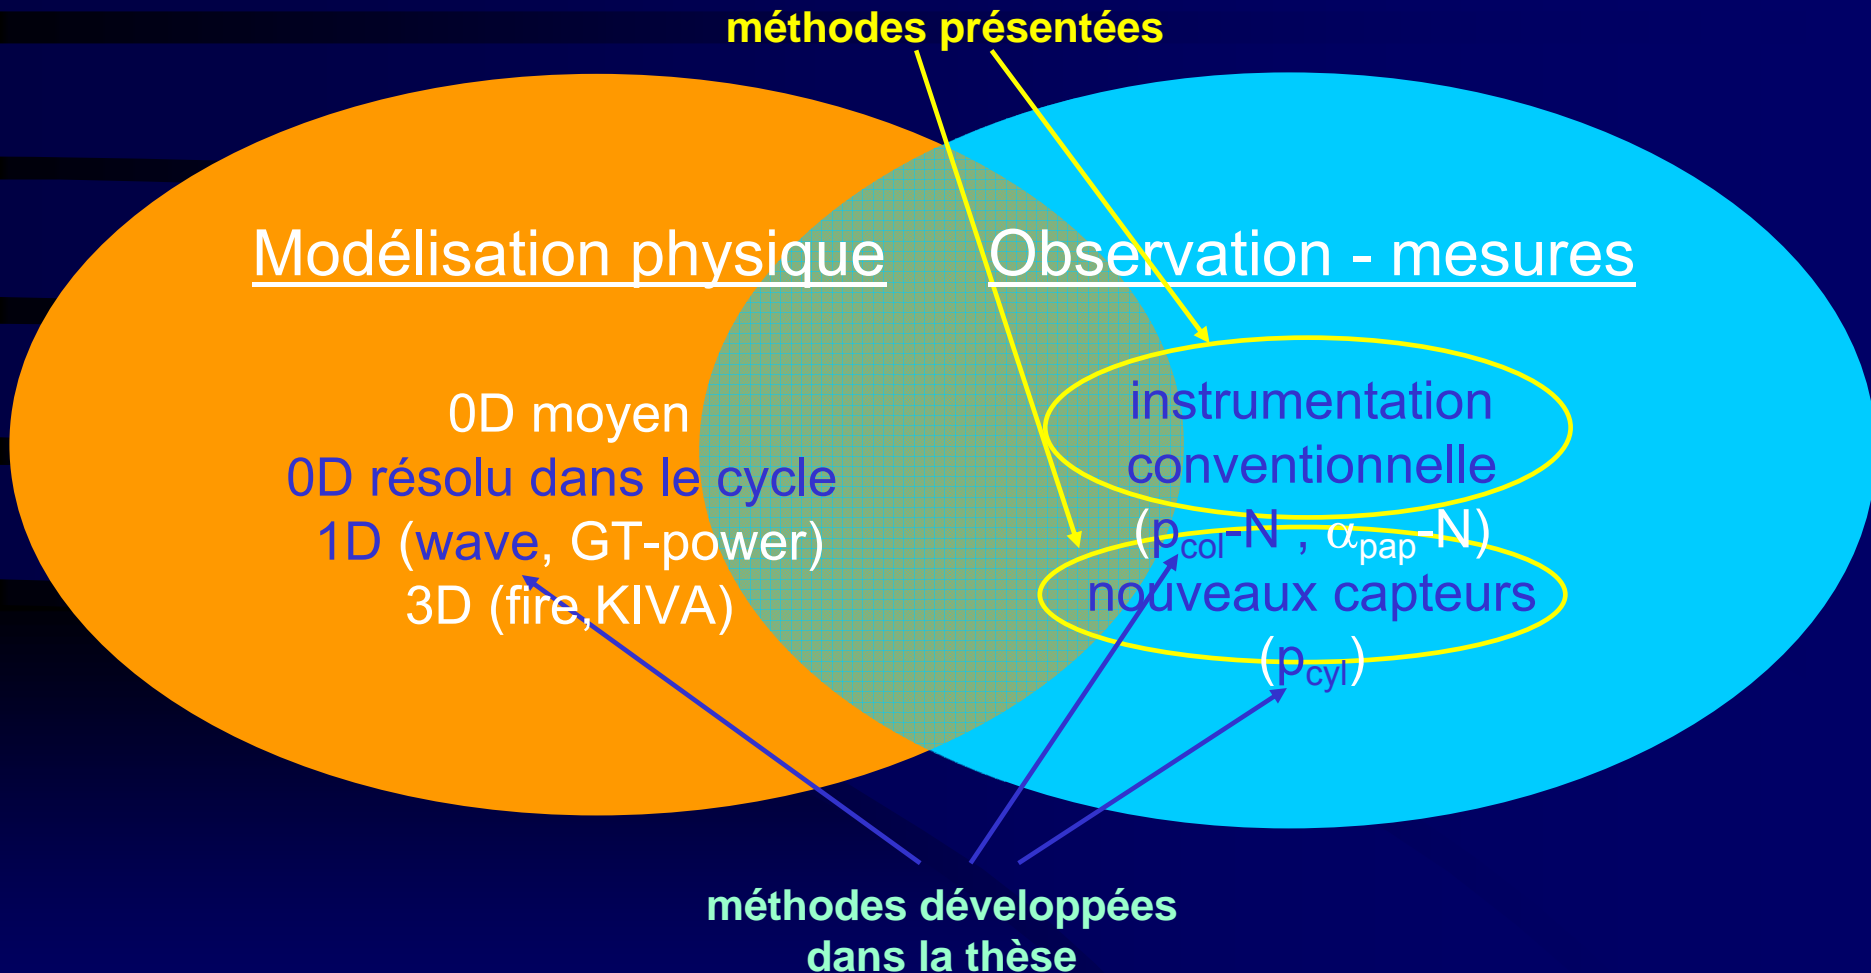 méthodes présentées
Modélisation physique
0D moyen
0D résolu dans le cycle
1D (wave, GT-power)
3D (fire,KIVA)
Observation - mesures
instrumentation
conventionnelle
(pcol-N , αpap-N)
nouveaux capteurs
(pcyl)
méthodes développées
dans la thèse